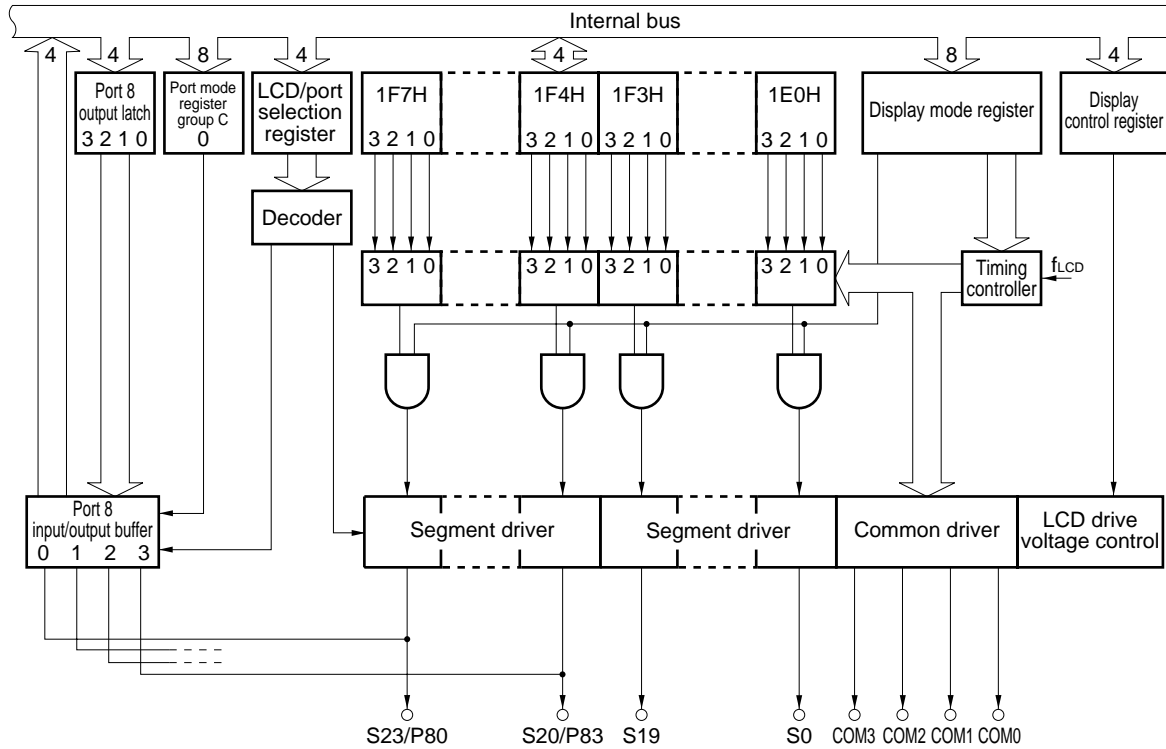 Internal bus
4 4 8 4 4 8 4
Port 8
output latch
3 2 1 0
Port mode
register
group C
0
LCD/port
selection
register
1F7H
3 2 1 0
1F4H
3 2 1 0
1F3H
3 2 1 0
1E0H
3 2 1 0
Display mode register
Display
control register
Decoder
3 2 1 0
3 2 1 0
3 2 1 0
3 2 1 0
Timing
controller
fLCD
Port 8
input/output buffer
0 1 2 3
Segment driver
Segment driver
Common driver
LCD drive
voltage control
S23/P80 S20/P83 S19 S0 COM3 COM2 COM1 COM0